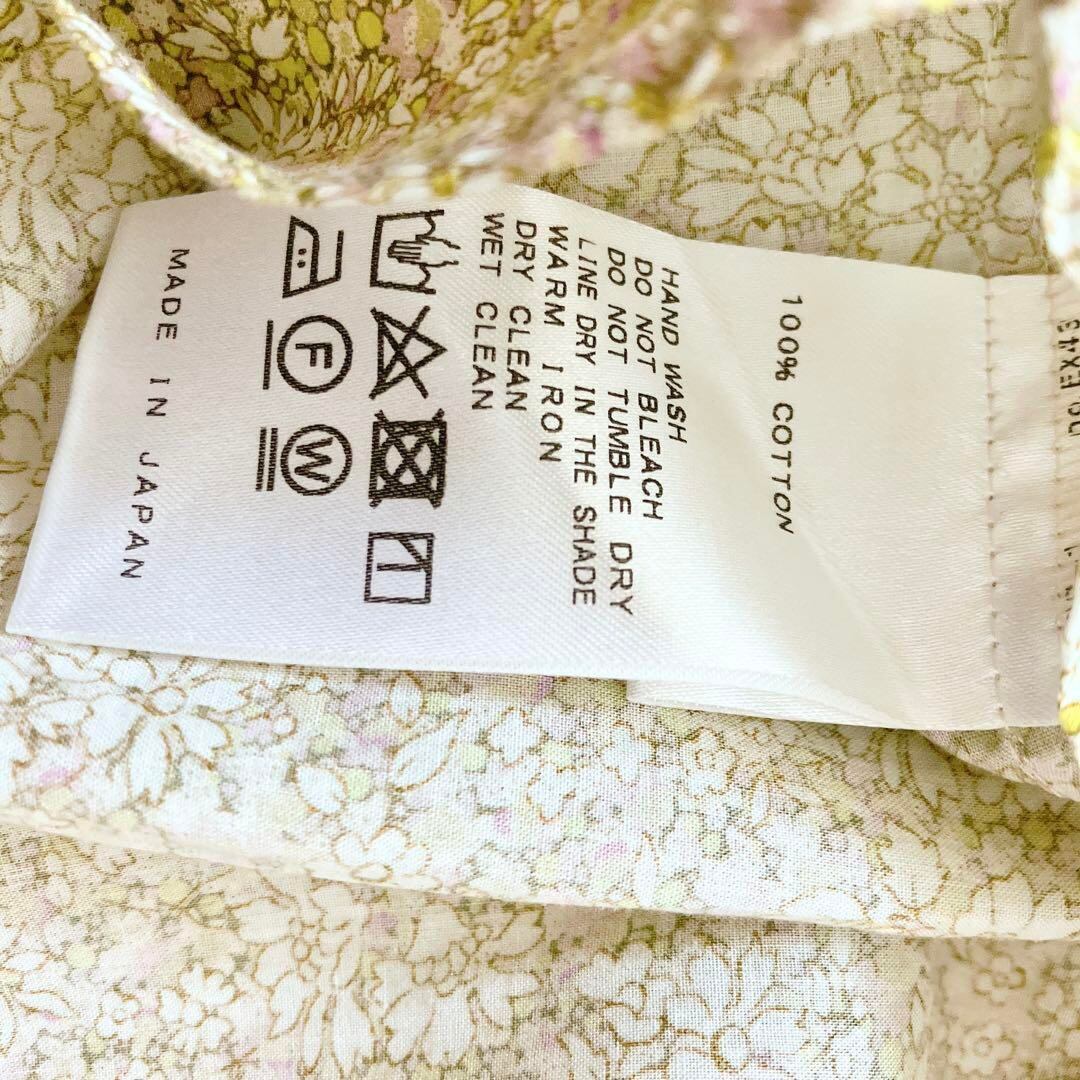 100% COTTON
HAND WASH
DO NOT BLEACH
DO NOT TUMBLE DRY
LINE DRY IN THE SHADE
WARM IRON
DRY CLEAN
WET CLEAN
F
W
MADE IN JAPAN